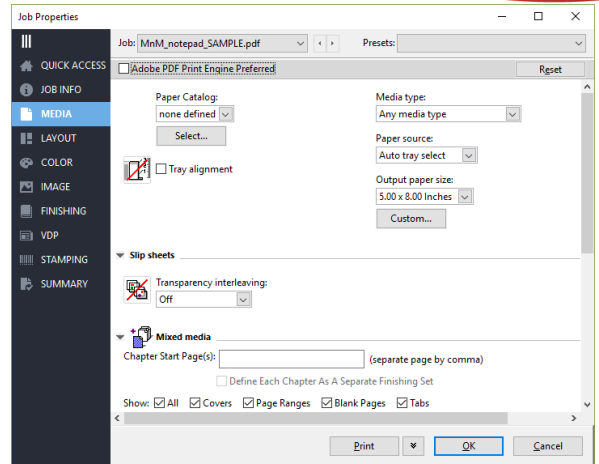 Job Properties
Job: MnM_notepad_SAMPLE.pdf
Presets:
QUICK ACCESS
JOB INFO
MEDIA
LAYOUT
COLOR
IMAGE
FINISHING
VDP
STAMPING
SUMMARY
Adobe PDF Print Engine Preferred
Reset
Paper Catalog:
none defined
Select...
Tray alignment
Media type:
Any media type
Paper source:
Auto tray select
Output paper size:
5.00 x 8.00 Inches
Custom...
Slip sheets
Transparency interleaving:
Off
Mixed media
Chapter Start Page(s):
(separate page by comma)
Define Each Chapter As A Separate Finishing Set
Show: All Covers Page Ranges Blank Pages Tabs
Print OK Cancel